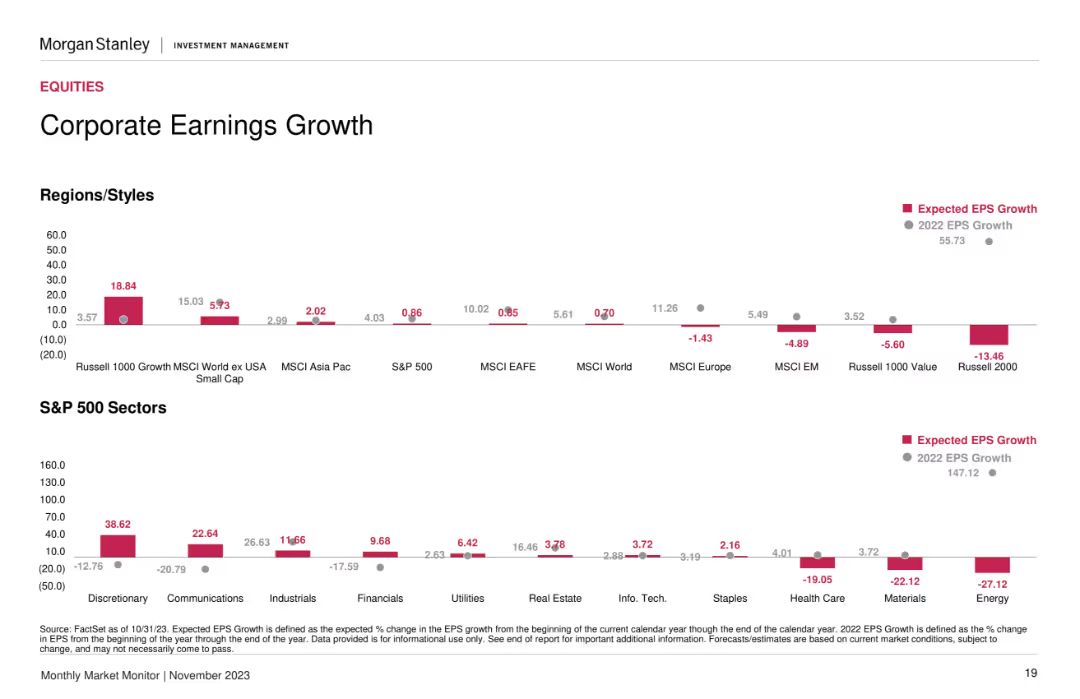 Morgan Stanley | INVESTMENT MANAGEMENT
EQUITIES
Corporate Earnings Growth
Regions/Styles
Expected EPS Growth
2022 EPS Growth
55.73
60.0
50.0
40.0
30.0
20.0
10.0
0.0
(10.0)
(20.0)
18.84
3.57
15.03
5.73
2.99
2.02
4.03
0.86
10.02
0.85
5.61
0.70
11.26
-1.43
5.49
-4.89
3.52
-5.60
-13.46
Russell 1000 Growth
MSCI World ex USA
Small Cap
MSCI Asia Pac
S&P 500
MSCI EAFE
MSCI World
MSCI Europe
MSCI EM
Russell 1000 Value
Russell 2000
S&P 500 Sectors
Expected EPS Growth
2022 EPS Growth
147.12
160.0
130.0
100.0
70.0
40.0
10.0
(20.0)
(50.0)
38.62
-12.76
22.64
-20.79
26.63
11.66
9.68
-17.59
6.42
2.63
16.46
3.78
3.72
2.88
2.16
3.19
4.01
-19.05
3.72
-22.12
-27.12
Discretionary
Communications
Industrials
Financials
Utilities
Real Estate
Info. Tech.
Staples
Health Care
Materials
Energy
Source: FactSet as of 10/31/23. Expected EPS Growth is defined as the expected % change in the EPS growth from the beginning of the current calendar year though the end of the calendar year. 2022 EPS Growth is defined as the % change
in EPS from the beginning of the year through the end of the year. Data provided is for informational use only. See end of report for important additional information. Forecasts/estimates are based on current market conditions, subject to
change, and may not necessarily come to pass.
Monthly Market Monitor | November 2023
19